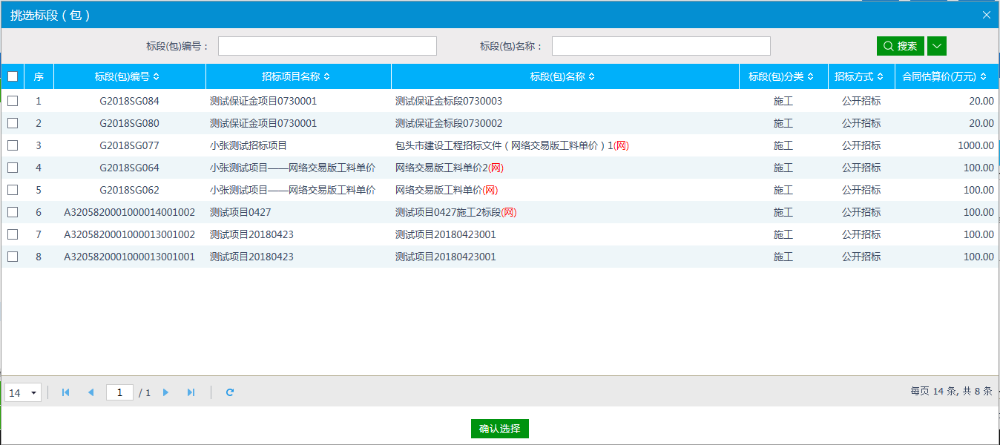 挑选标段（包）
标段(包)编号： 标段(包)名称： 搜索
序 标段(包)编号 招标项目名称 标段(包)名称 标段(包)分类 招标方式 合同估算价(万元)
1 G2018SG084 测试保证金项目0730001 测试保证金标段0730003 施工 公开招标 20.00
2 G2018SG080 测试保证金项目0730001 测试保证金标段0730002 施工 公开招标 20.00
3 G2018SG077 小张测试招标项目 包头市建设工程招标文件（网络交易版工料单价）1(网) 施工 公开招标 1000.00
4 G2018SG064 小张测试项目——网络交易版工料单价 网络交易版工料单价2(网) 施工 公开招标 100.00
5 G2018SG062 小张测试项目——网络交易版工料单价 网络交易版工料单价(网) 施工 公开招标 100.00
6 A3205820001000014001002 测试项目0427 测试项目0427施工2标段(网) 施工 公开招标 100.00
7 A3205820001000013001002 测试项目20180423 测试项目20180423001 施工 公开招标 100.00
8 A3205820001000013001001 测试项目20180423 测试项目20180423001 施工 公开招标 100.00
14 1 / 1 每页 14 条, 共 8 条
确认选择